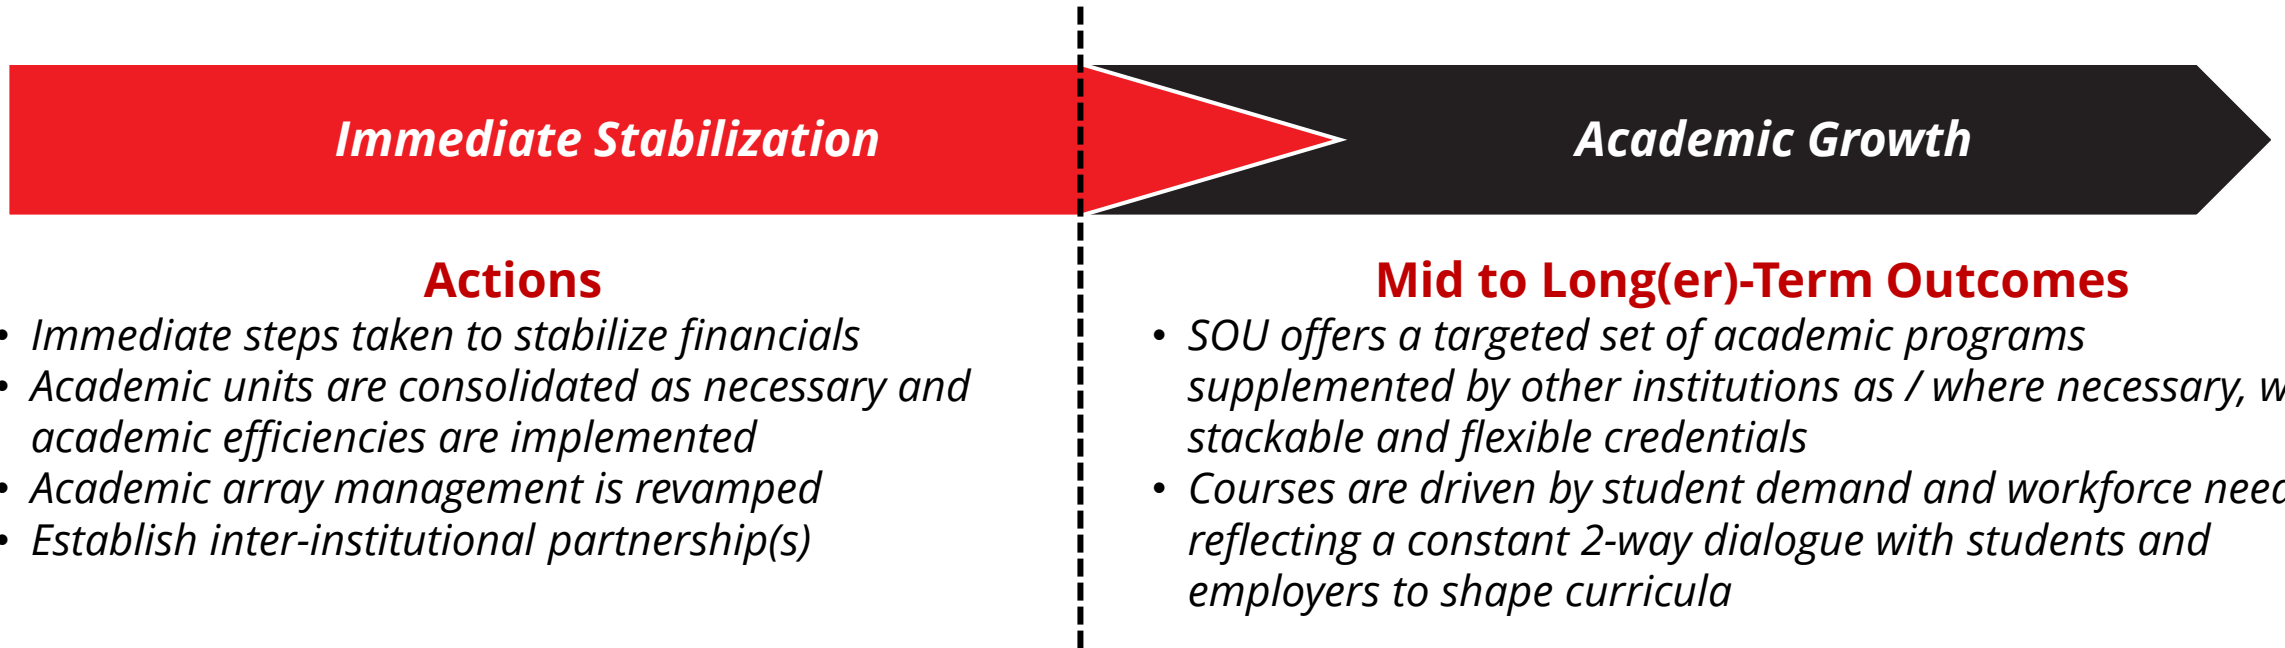 Immediate Stabilization
Academic Growth
Actions
• Immediate steps taken to stabilize financials
• Academic units are consolidated as necessary and
academic efficiencies are implemented
• Academic array management is revamped
• Establish inter-institutional partnership(s)
Mid to Long(er)-Term Outcomes
• SOU offers a targeted set of academic programs
supplemented by other institutions as / where necessary,
stackable and flexible credentials
• Courses are driven by student demand and workforce
reflecting a constant 2-way dialogue with students and
employers to shape curricula